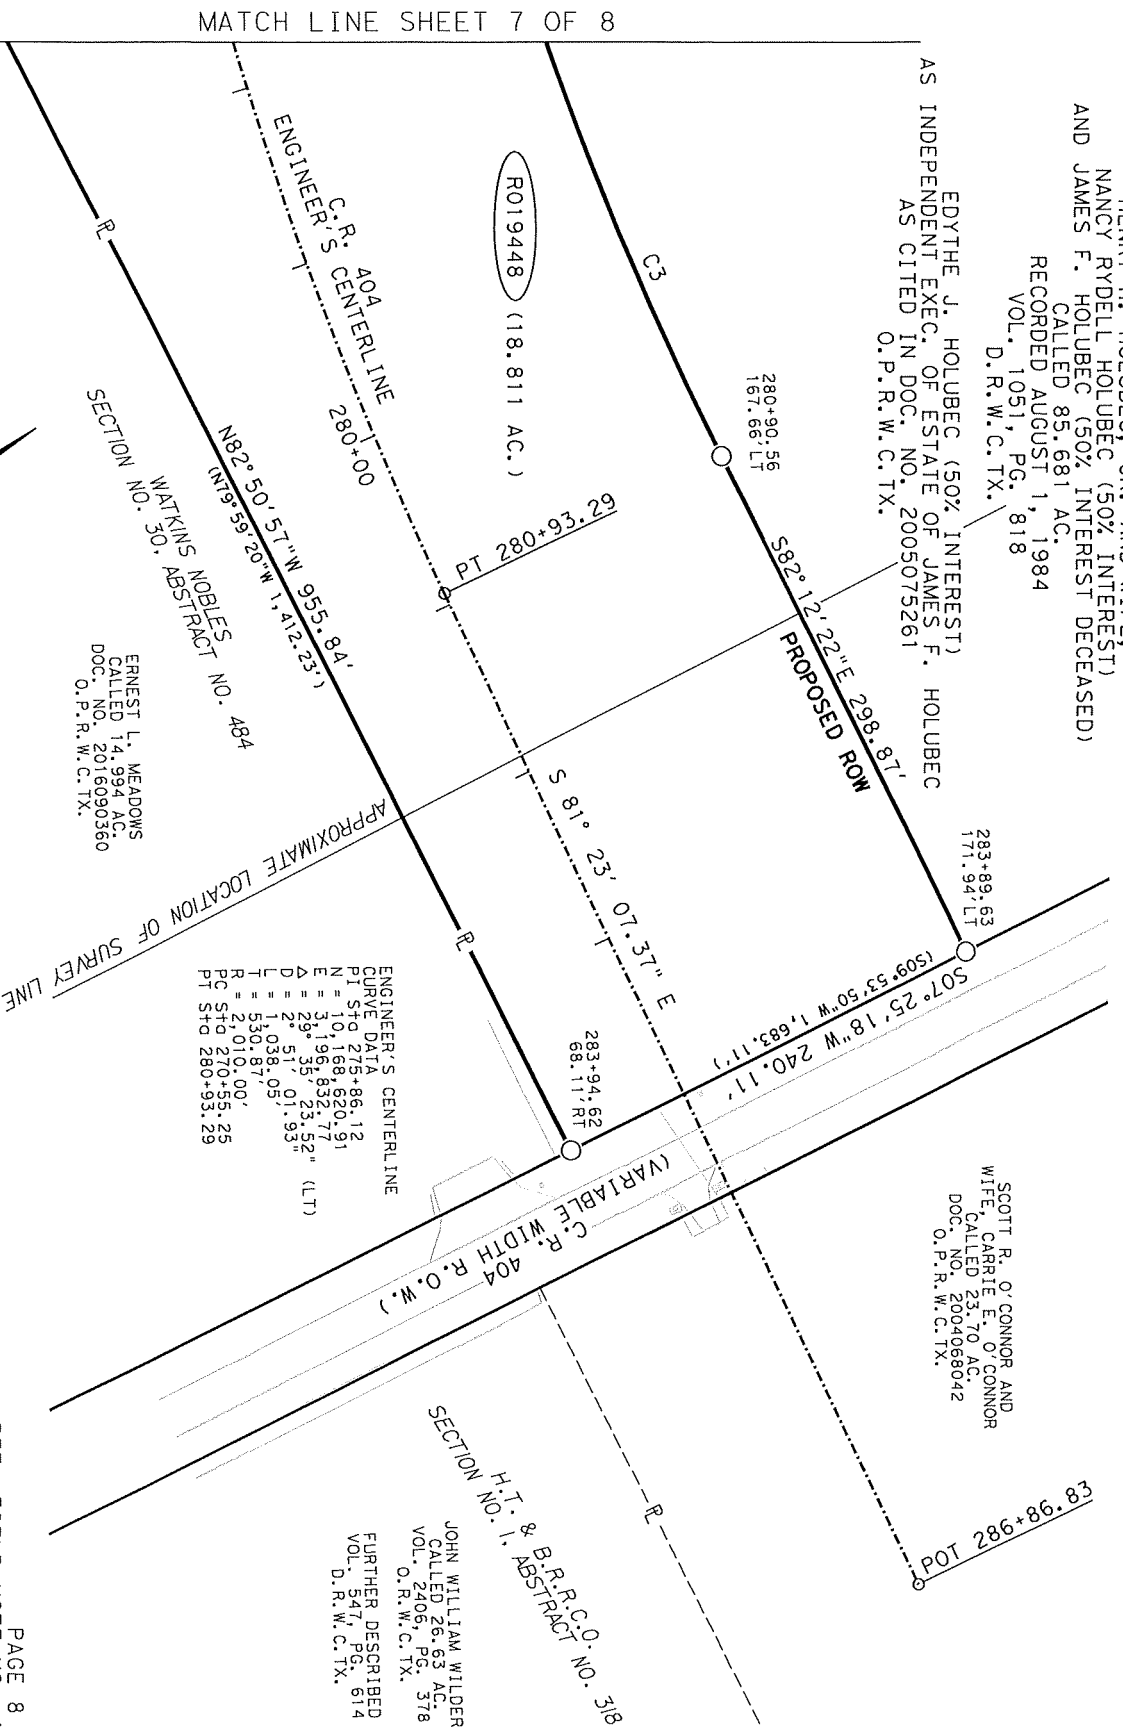 MATCH LINE SHEET 7 OF 8
NANCY RYDELL HOLUBEC (50% INTEREST)
AND JAMES F. HOLUBEC (50% INTEREST DECEASED)
CALLED 85.681 AC.
RECORDED AUGUST 1, 1984
VOL. 1051, PG. 818
D.R.W.C.TX.
EDYTHE J. HOLUBEC (50% INTEREST)
AS INDEPENDENT EXEC. OF ESTATE OF JAMES F. HOLUBEC
AS CITED IN DOC. NO. 2005075261
O.P.R.W.C.TX.
C3
280+90.56
167.66'LT
S82°12'22"E 298.87'
PROPOSED ROW
283+89.63
171.94'LT
R019448 (18.811 AC.)
C.R. 404
ENGINEER'S CENTERLINE
280+00
PT 280+93.29
S 81° 23' 07.37" E
POT 286+86.83
PL
N82°50'57"W 955.84'
(N79°59'20"W 1,412.23')
PL
WATKINS NOBLES
SECTION NO. 30, ABSTRACT NO. 484
ERNEST L. MEADOWS
CALLED 14.994 AC.
DOC. NO. 2016090360
O.P.R.W.C.TX.
APPROXIMATE LOCATION OF SURVEY LINE
S07°25'18"W 240.11'
(S09°53'50"W 1,683.11')
283+94.62
68.11'RT
C.R. 404
(VARIABLE WIDTH R.O.W.)
ENGINEER'S CENTERLINE
CURVE DATA
PI Sta 275+86.12
N = 10,168,620.91
E = 3,196,832.77
Δ = 29° 35' 23.52" (LT)
D = 2° 51' 01.93"
L = 1,038.05'
T = 530.87'
R = 2,010.00'
PC Sta 270+55.25
PT Sta 280+93.29
SCOTT R. O'CONNOR AND
WIFE, CARRIE E. O'CONNOR
CALLED 23.70 AC.
DOC. NO. 2004068042
O.P.R.W.C.TX.
PL
H.T. & B.R.R.CO.
SECTION NO. 1, ABSTRACT NO. 318
JOHN WILLIAM WILDER
CALLED 26.63 AC.
VOL. 2406, PG. 378
O.R.W.C.TX.
FURTHER DESCRIBED
VOL. 547, PG. 614
D.R.W.C.TX.
PAGE 8